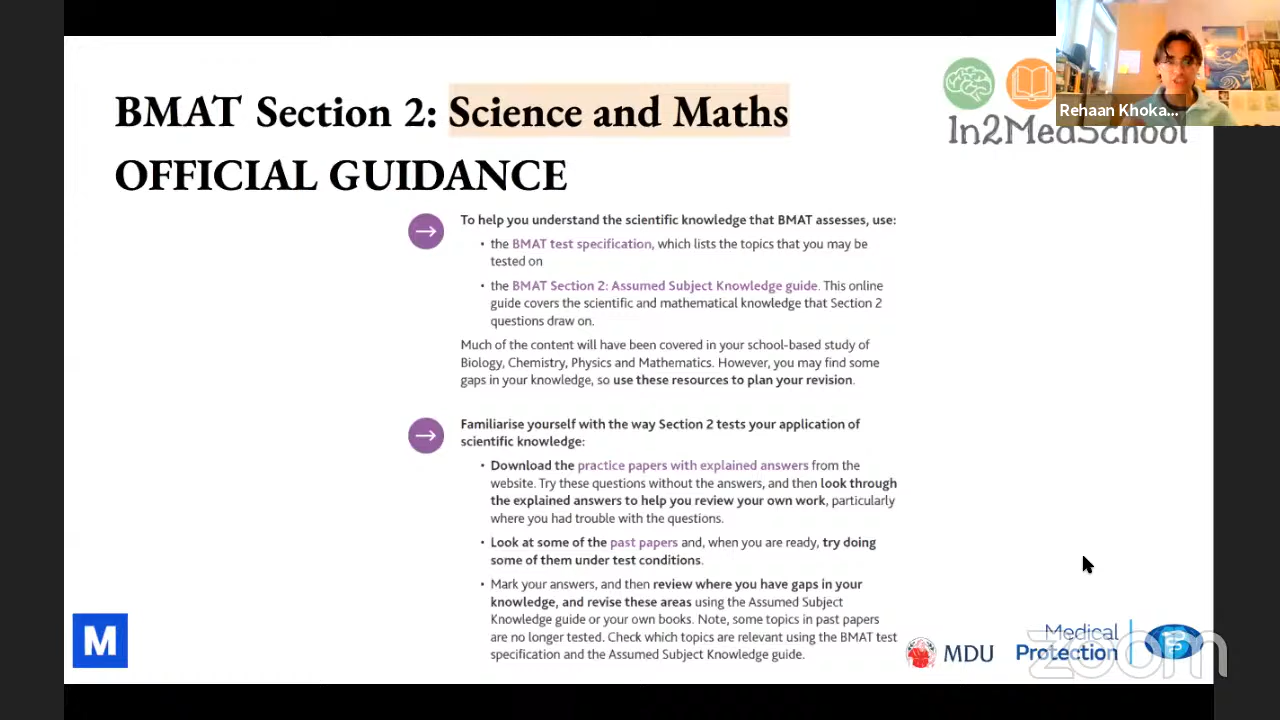 BMAT Section 2: Science and Maths
OFFICIAL GUIDANCE
In2MedSchool
Rehaan Khoka...
To help you understand the scientific knowledge that BMAT assesses, use:
• the BMAT test specification, which lists the topics that you may be
tested on
• the BMAT Section 2: Assumed Subject Knowledge guide. This online
guide covers the scientific and mathematical knowledge that Section 2
questions draw on.
Much of the content will have been covered in your school-based study of
Biology, Chemistry, Physics and Mathematics. However, you may find some
gaps in your knowledge, so use these resources to plan your revision.
Familiarise yourself with the way Section 2 tests your application of
scientific knowledge:
• Download the practice papers with explained answers from the
website. Try these questions without the answers, and then look through
the explained answers to help you review your own work, particularly
where you had trouble with the questions.
• Look at some of the past papers and, when you are ready, try doing
some of them under test conditions.
• Mark your answers, and then review where you have gaps in your
knowledge, and revise these areas using the Assumed Subject
Knowledge guide or your own books. Note, some topics in past papers
are no longer tested. Check which topics are relevant using the BMAT test
specification and the Assumed Subject Knowledge guide.
M
MDU
Medical
Protection
zoom